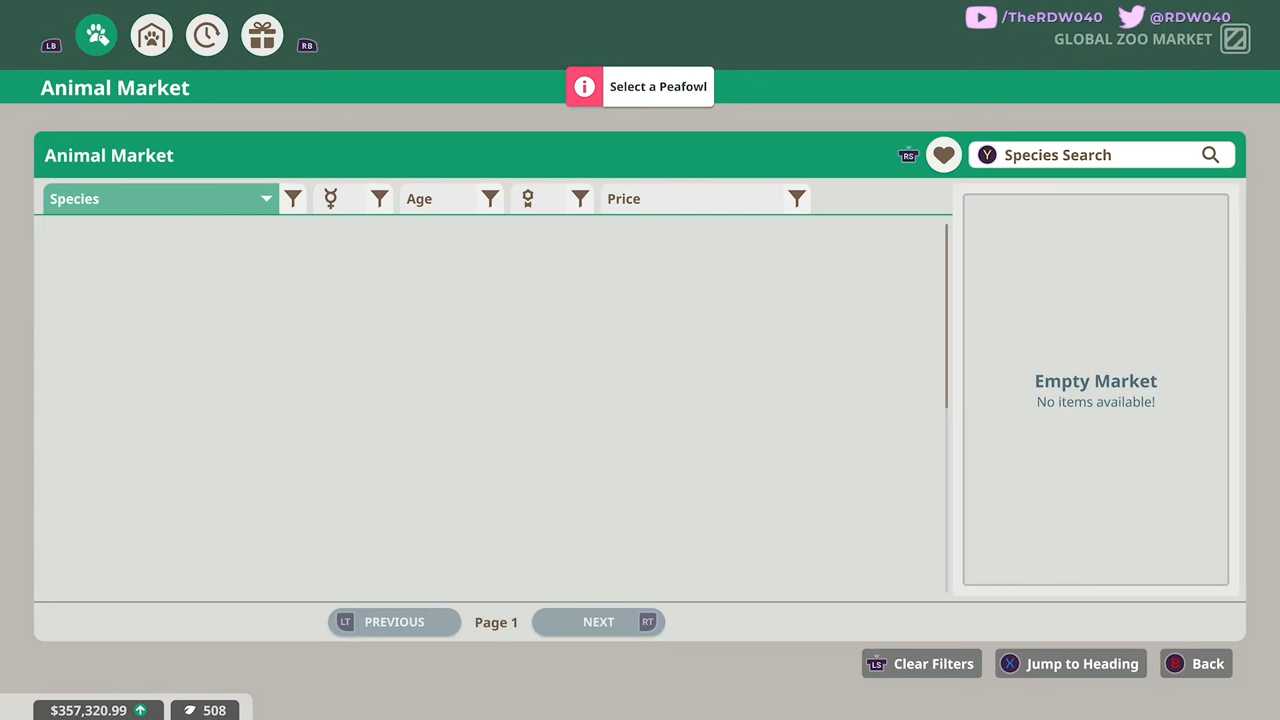 /TheRDW040
@RDW040
LB
RB
GLOBAL ZOO MARKET
Animal Market
i
Select a Peafowl
Animal Market
RS
Y
Species Search
Species
Age
Price
Empty Market
No items available!
LT
PREVIOUS
Page 1
NEXT
RT
LS
Clear Filters
X
Jump to Heading
B
Back
$357,320.99
508